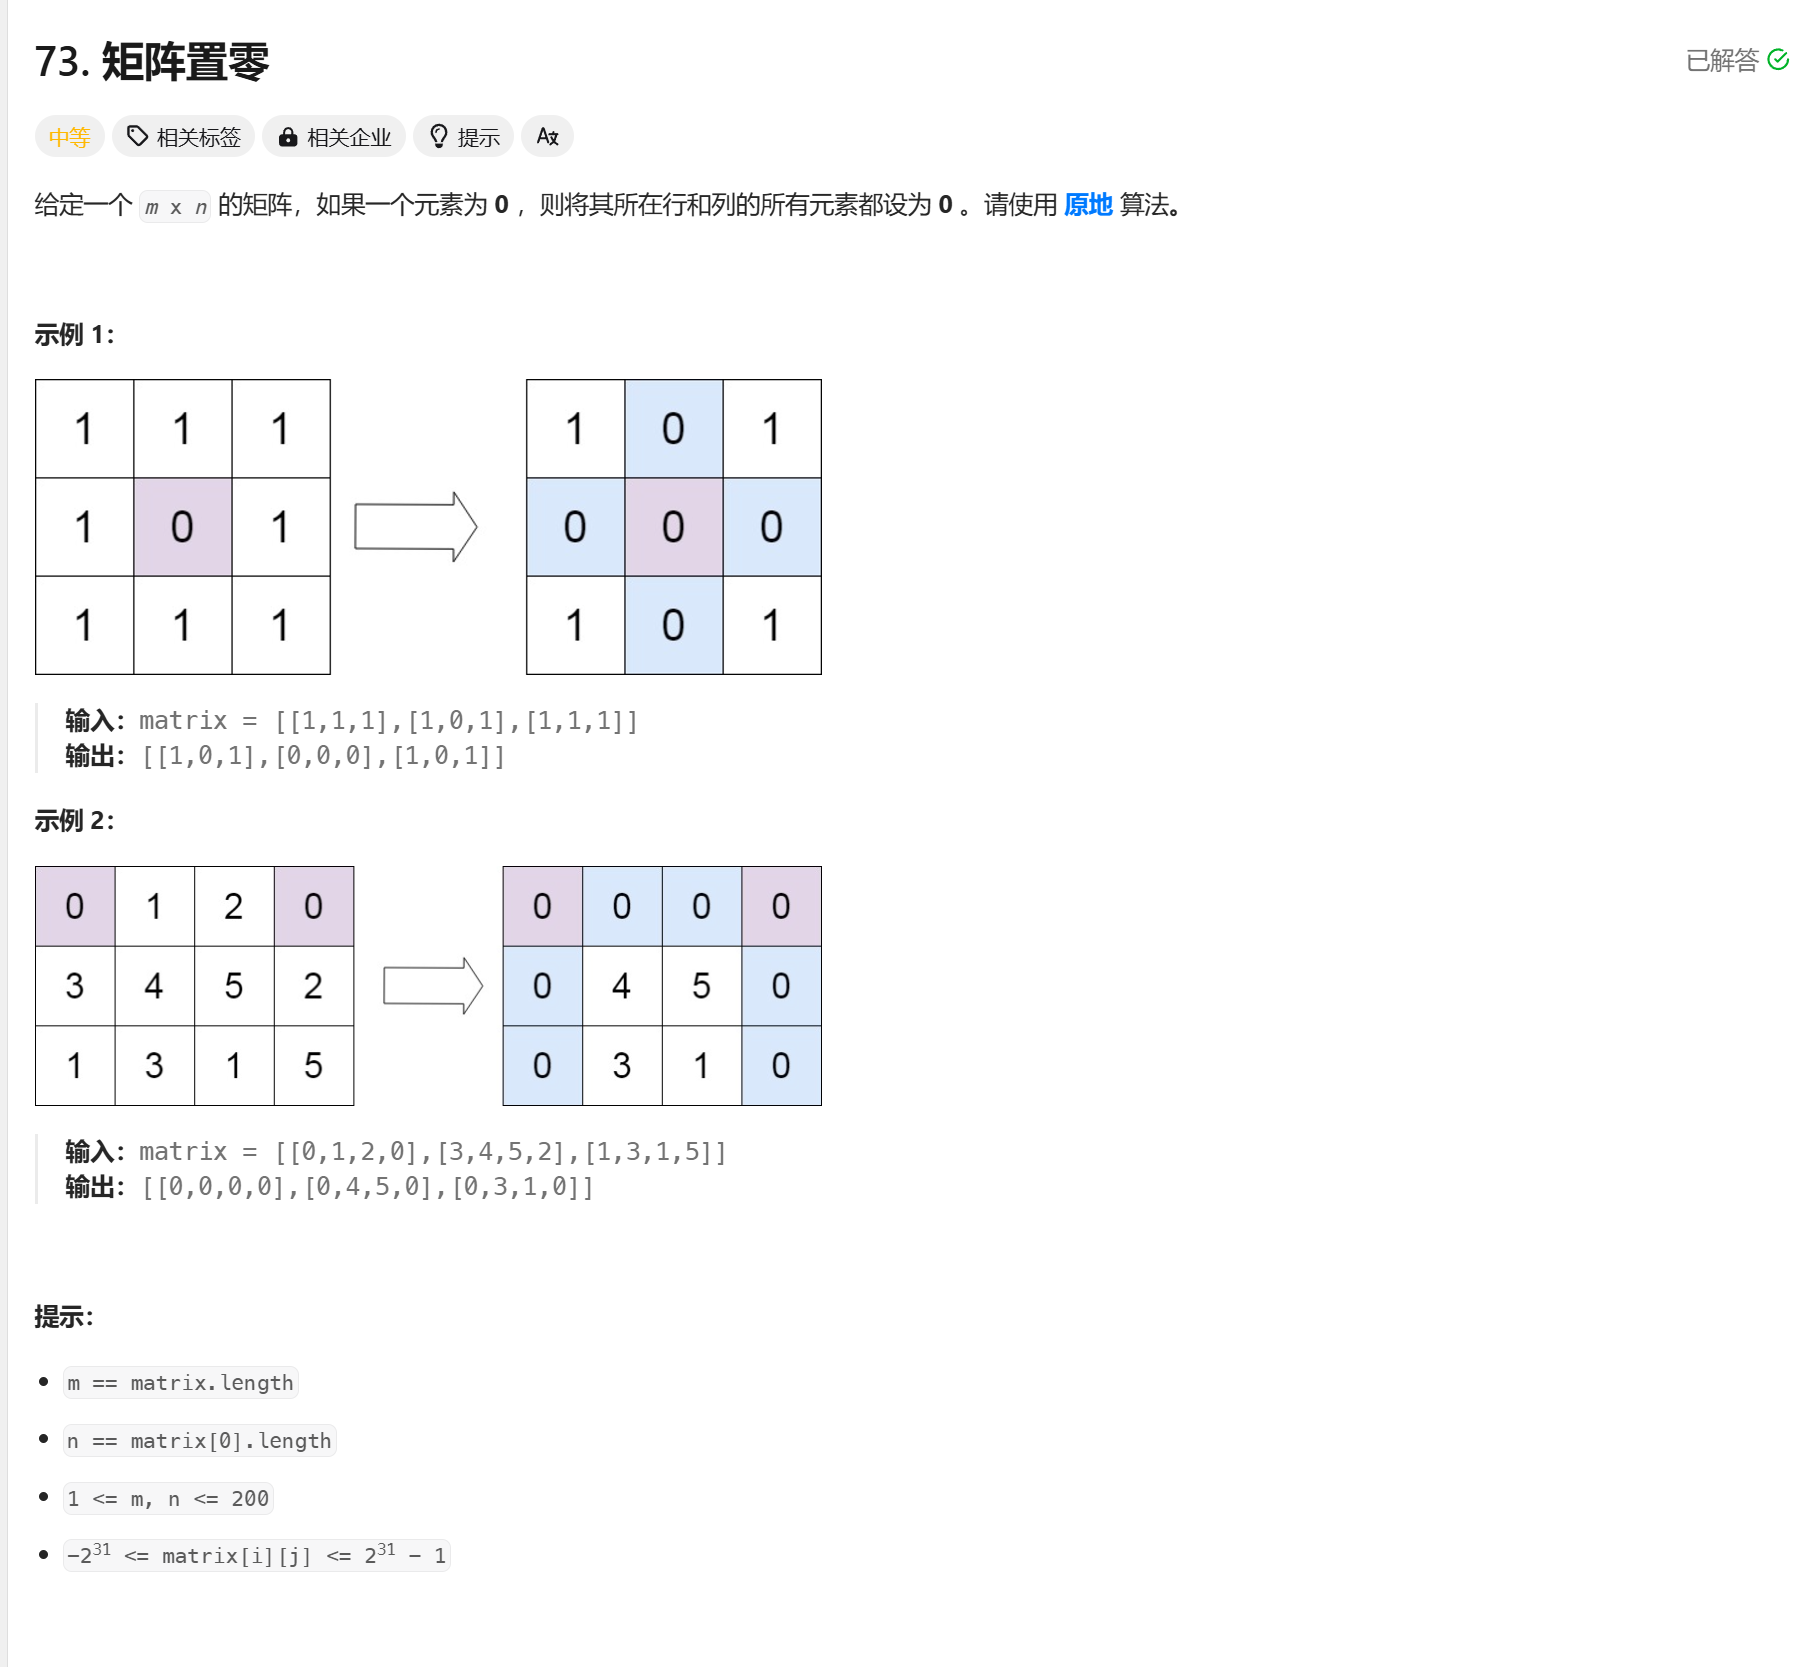 73. 矩阵置零
已解答
中等 相关标签 相关企业 提示
给定一个 m x n 的矩阵，如果一个元素为 0 ，则将其所在行和列的所有元素都设为 0 。请使用 原地 算法。
示例 1：
1 1 1 1 0 1
1 0 1 0 0 0
1 1 1 1 0 1
输入：matrix = [[1,1,1],[1,0,1],[1,1,1]]
输出：[[1,0,1],[0,0,0],[1,0,1]]
示例 2：
0 1 2 0 0 0 0 0
3 4 5 2 0 4 5 0
1 3 1 5 0 3 1 0
输入：matrix = [[0,1,2,0],[3,4,5,2],[1,3,1,5]]
输出：[[0,0,0,0],[0,4,5,0],[0,3,1,0]]
提示：
m == matrix.length
n == matrix[0].length
1 <= m, n <= 200
−2³¹ <= matrix[i][j] <= 2³¹ − 1